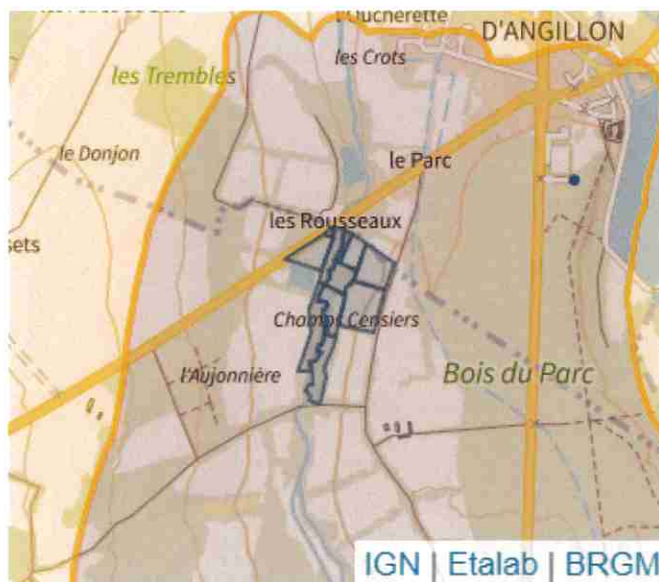 l'Oucherette
D'ANGILLON
les Crots
les Trembles
le Donjon
le Parc
les Rousseaux
sets
Champs Censiers
l'Aujonnière
Bois du Parc
IGN | Etalab | BRGM